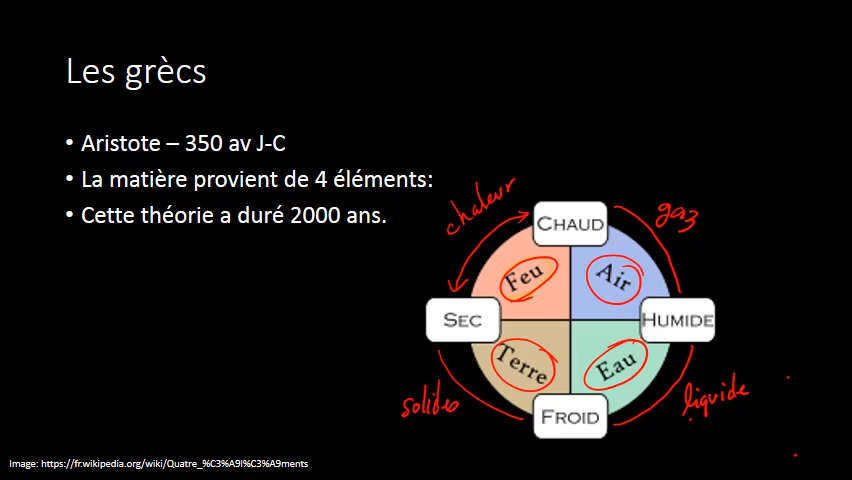 Les grècs
• Aristote – 350 av J-C
• La matière provient de 4 éléments:
• Cette théorie a duré 2000 ans.
chaleur
CHAUD
gaz
Feu
Air
SEC
HUMIDE
Terre
Eau
solides
FROID
liquide
Image: https://fr.wikipedia.org/wiki/Quatre_%C3%A9l%C3%A9ments